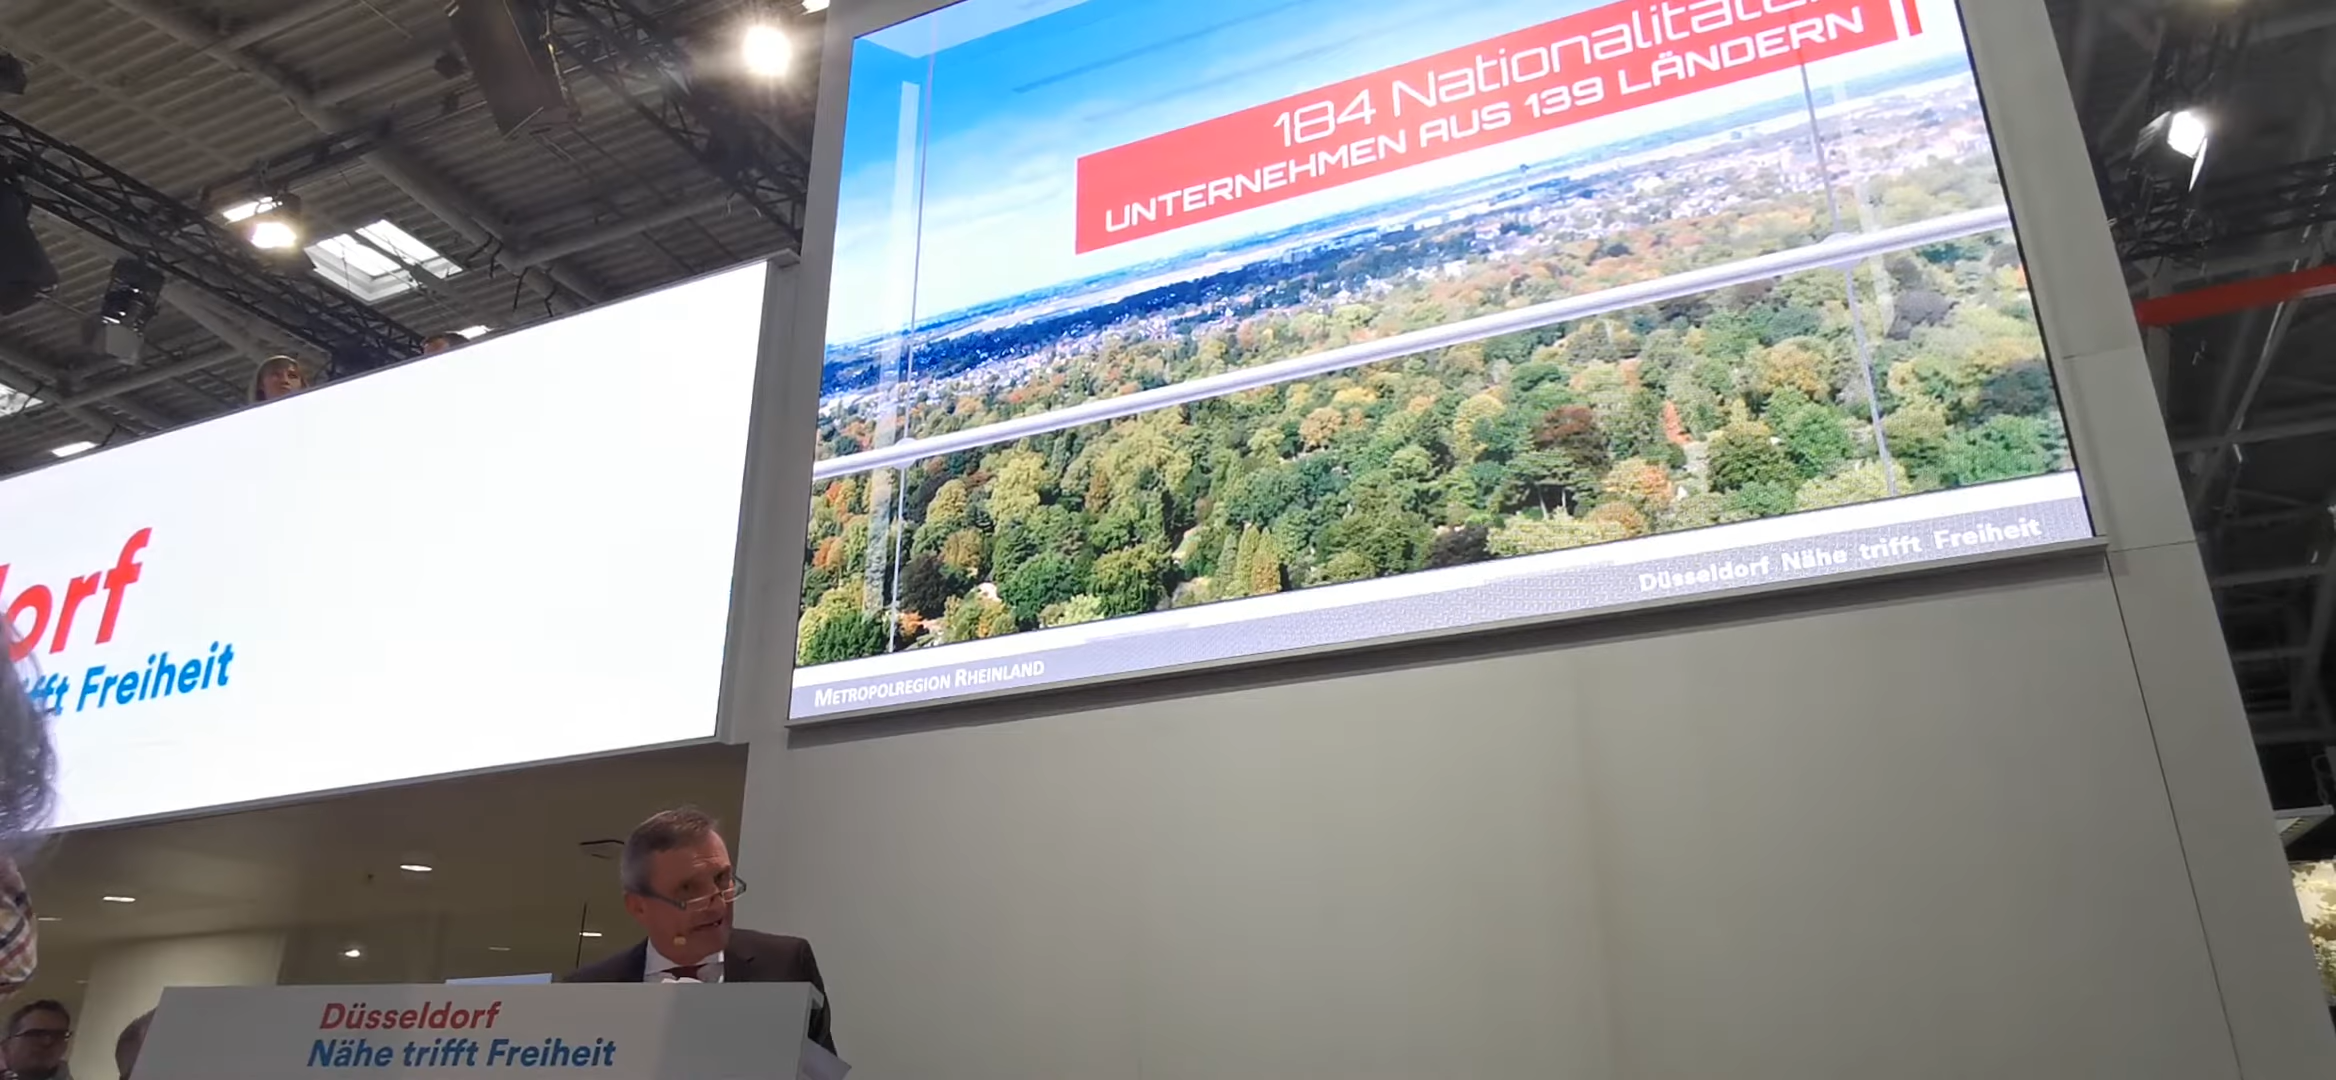 184 Nationalitäten
UNTERNEHMEN AUS 139 LÄNDERN
Düsseldorf Nähe trifft Freiheit
METROPOLREGION RHEINLAND
dorf
trifft Freiheit
Düsseldorf
Nähe trifft Freiheit